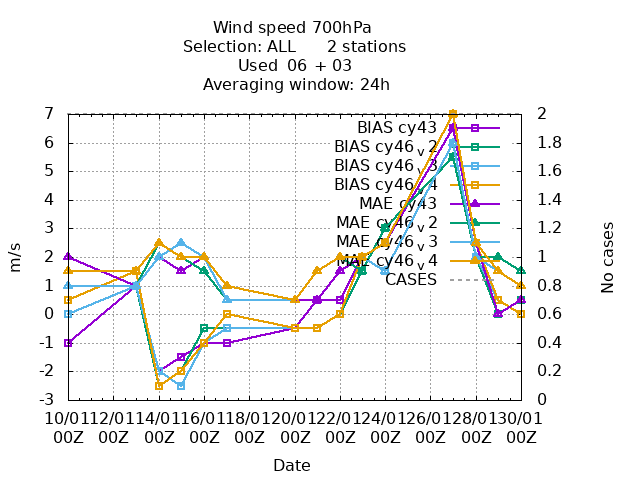 Wind speed 700hPa
Selection: ALL 2 stations
Used 06 + 03
Averaging window: 24h
7 2
BIAS cy43
6 1.8
BIAS cy46_v2
BIAS cy46_v3
5 1.6
BIAS cy46_v4
4 1.4
MAE cy43
MAE cy46_v2
3 1.2
MAE cy46_v3
2 1
MAE cy46_v4
CASES
1 0.8
0 0.6
-1 0.4
-2 0.2
-3 0
m/s
No cases
10/01 12/01 14/01 16/01 18/01 20/01 22/01 24/01 26/01 28/01 30/01
00Z 00Z 00Z 00Z 00Z 00Z 00Z 00Z 00Z 00Z 00Z
Date